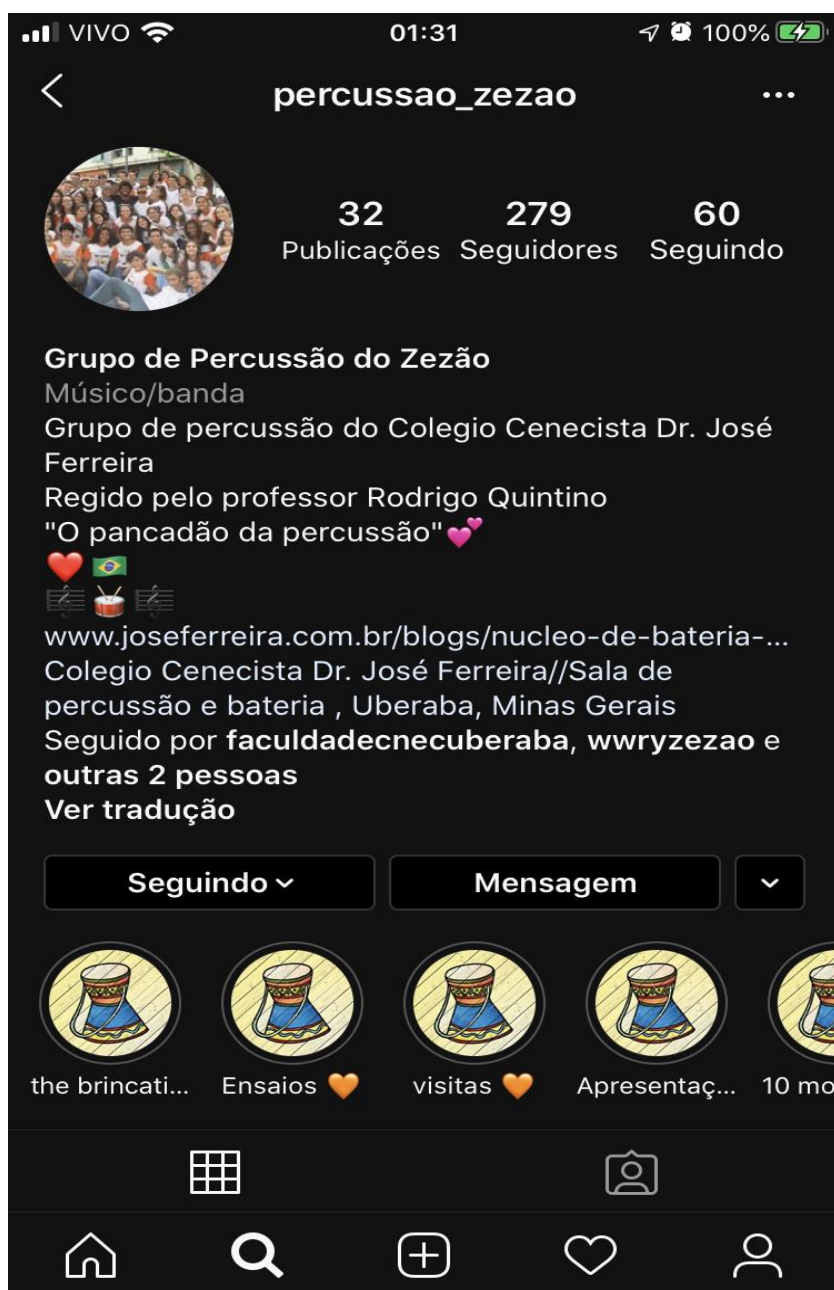 VIVO 01:31 100%
percussao_zezao
32 279 60
Publicações Seguidores Seguindo
Grupo de Percussão do Zezão
Músico/banda
Grupo de percussão do Colegio Cenecista Dr. José
Ferreira
Regido pelo professor Rodrigo Quintino
"O pancadão da percussão"💕
❤️ 🇧🇷
🎼 🥁 🎼
www.joseferreira.com.br/blogs/nucleo-de-bateria-...
Colegio Cenecista Dr. José Ferreira//Sala de
percussão e bateria , Uberaba, Minas Gerais
Seguido por faculdadecnecuberaba, wwryzezao e
outras 2 pessoas
Ver tradução
Seguindo Mensagem
the brincati... Ensaios 🧡 visitas 🧡 Apresentaç... 10 mo